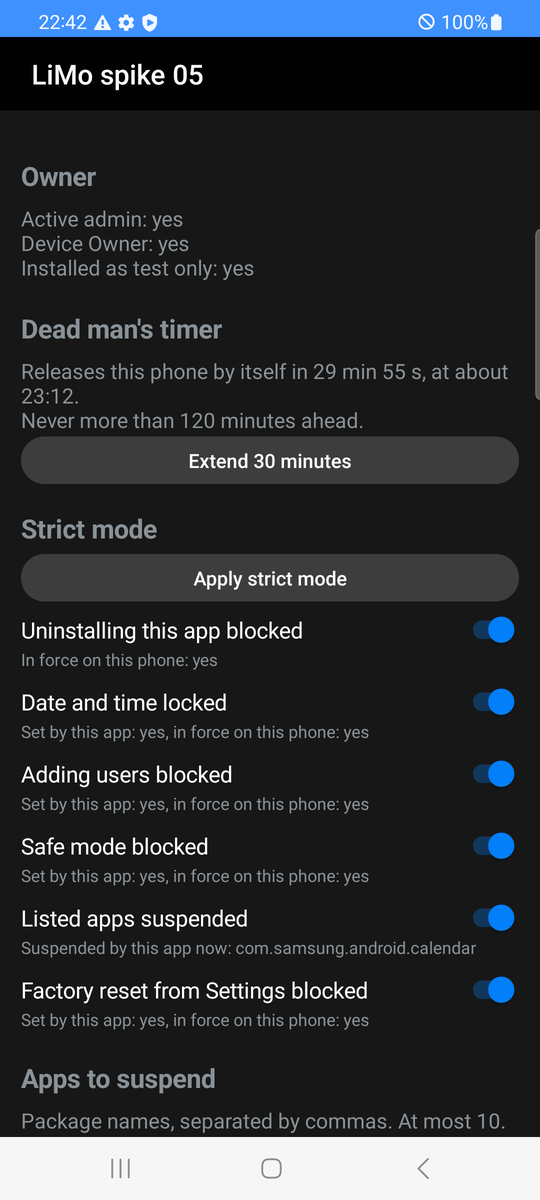 22:42
100%
LiMo spike 05
Owner
Active admin: yes
Device Owner: yes
Installed as test only: yes
Dead man's timer
Releases this phone by itself in 29 min 55 s, at about
23:12.
Never more than 120 minutes ahead.
Extend 30 minutes
Strict mode
Apply strict mode
Uninstalling this app blocked
In force on this phone: yes
Date and time locked
Set by this app: yes, in force on this phone: yes
Adding users blocked
Set by this app: yes, in force on this phone: yes
Safe mode blocked
Set by this app: yes, in force on this phone: yes
Listed apps suspended
Suspended by this app now: com.samsung.android.calendar
Factory reset from Settings blocked
Set by this app: yes, in force on this phone: yes
Apps to suspend
Package names, separated by commas. At most 10.